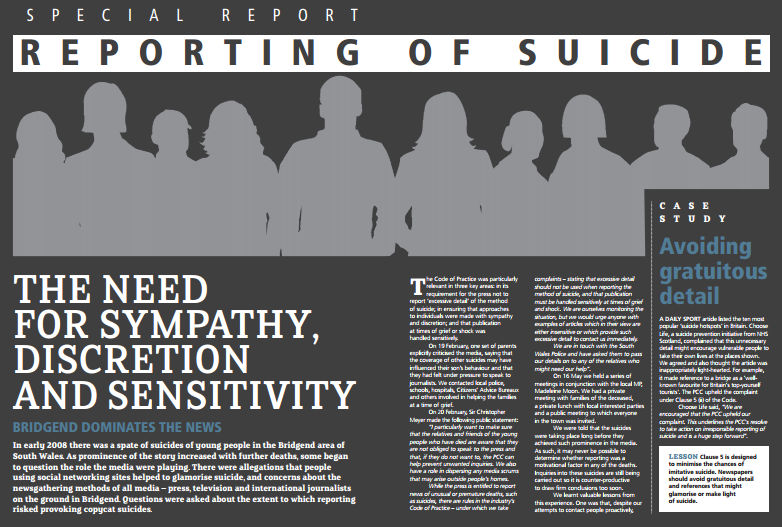 SPECIAL REPORT
REPORTING OF SUICIDE
THE NEED
FOR SYMPATHY,
DISCRETION
AND SENSITIVITY
BRIDGEND DOMINATES THE NEWS
In early 2008 there was a spate of suicides of young people in the Bridgend area of
South Wales. As prominence of the story increased with further deaths, some began
to question the role the media were playing. There were allegations that people
using social networking sites helped to glamorise suicide, and concerns about the
newsgathering methods of all media – press, television and international journalists
on the ground in Bridgend. Questions were asked about the extent to which reporting
risked provoking copycat suicides.
The Code of Practice was particularly
relevant in three key areas: in its
requirement for the press not to
report 'excessive detail' of the method
of suicide; in ensuring that approaches
to individuals were made with sympathy
and discretion; and that publication
at times of grief or shock was
handled sensitively.
On 19 February, one set of parents
explicitly criticised the media, saying that
the coverage of other suicides may have
influenced their son's behaviour and that
they had felt under pressure to speak to
journalists. We contacted local police,
schools, hospitals, Citizens' Advice Bureaux
and others involved in helping the families
at a time of grief.
On 20 February, Sir Christopher
Meyer made the following public statement:
"I particularly want to make sure
that the relatives and friends of the young
people who have died are aware that they
are not obliged to speak to the press and
that, if they do not want to, the PCC can
help prevent unwanted inquiries. We also
have a role in dispersing any media scrums
that may arise outside people's homes.
While the press is entitled to report
news of unusual or premature deaths, such
as suicides, there are rules in the industry's
Code of Practice – under which we take
complaints – stating that excessive detail
should not be used when reporting the
method of suicide, and that publication
must be handled sensitively at times of grief
and shock. We are ourselves monitoring the
situation, but we would urge anyone with
examples of articles which in their view are
either insensitive or which provide such
excessive detail to contact us immediately.
We are in touch with the South
Wales Police and have asked them to pass
our details on to any of the relatives who
might need our help".
On 16 May we held a series of
meetings in conjunction with the local MP,
Madeleine Moon. We had a private
meeting with families of the deceased,
a private lunch with local interested parties
and a public meeting to which everyone
in the town was invited.
We were told that the suicides
were taking place long before they
achieved such prominence in the media.
As such, it may never be possible to
determine whether reporting was a
motivational factor in any of the deaths.
Inquiries into these suicides are still being
carried out so it is counter-productive
to draw firm conclusions too soon.
We learnt valuable lessons from
this experience. One was that, despite our
attempts to contact people proactively,
CASE
STUDY
Avoiding
gratuitous
detail
A DAILY SPORT article listed the ten most
popular 'suicide hotspots' in Britain. Choose
Life, a suicide prevention initiative from NHS
Scotland, complained that this unnecessary
detail might encourage vulnerable people to
take their own lives at the places shown.
We agreed and also thought the article was
inappropriately light-hearted. For example,
it made reference to a bridge as a 'well-
known favourite for Britain's top-yourself
tourists'. The PCC upheld the complaint
under Clause 5 (ii) of the Code.
Choose Life said, "We are
encouraged that the PCC upheld our
complaint. This underlines the PCC's resolve
to take action on irresponsible reporting of
suicide and is a huge step forward".
LESSON Clause 5 is designed
to minimise the chances of
imitative suicide. Newspapers
should avoid gratuitous detail
and references that might
glamorise or make light
of suicide.